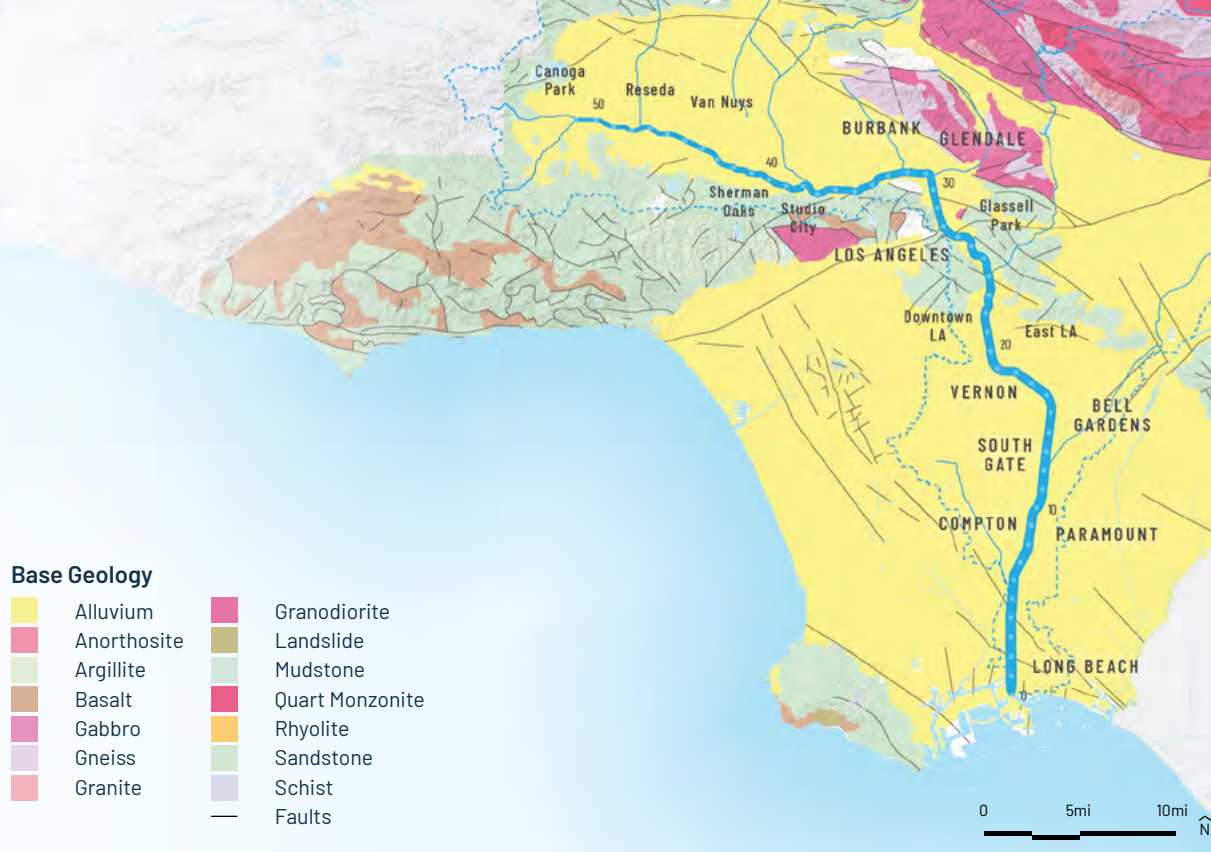 Canoga
Park
50
Reseda
Van Nuys
BURBANK
GLENDALE
40
30
Sherman
Oaks
Studio
City
Glassell
Park
LOS ANGELES
Downtown
LA
20
East LA
VERNON
BELL
GARDENS
SOUTH
GATE
10
COMPTON
PARAMOUNT
LONG BEACH
0
Base Geology
Alluvium
Anorthosite
Argillite
Basalt
Gabbro
Gneiss
Granite
Granodiorite
Landslide
Mudstone
Quart Monzonite
Rhyolite
Sandstone
Schist
Faults
0 5mi 10mi
N